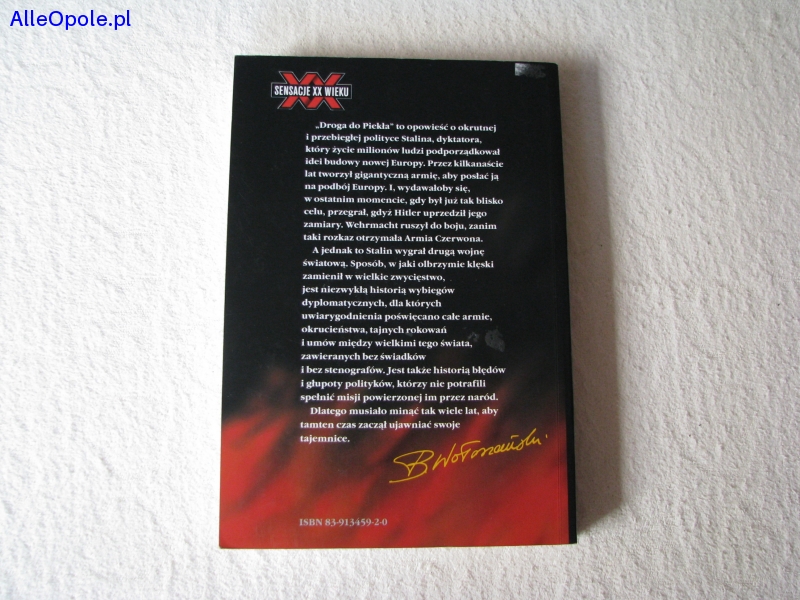 AlleOpole.pl
XX
SENSACJE XX WIEKU
„Droga do Piekła” to opowieść o okrutnej
i przebiegłej polityce Stalina, dyktatora,
który życie milionów ludzi podporządkował
idei budowy nowej Europy. Przez kilkanaście
lat tworzył gigantyczną armię, aby posłać ją
na podbój Europy. I, wydawałoby się,
w ostatnim momencie, gdy był już tak blisko
celu, przegrał, gdyż Hitler uprzedził jego
zamiary. Wehrmacht ruszył do boju, zanim
taki rozkaz otrzymała Armia Czerwona.
A jednak to Stalin wygrał drugą wojnę
światową. Sposób, w jaki olbrzymie klęski
zamienił w wielkie zwycięstwo,
jest niezwykłą historią wybiegów
dyplomatycznych, dla których
uwiarygodnienia poświęcano całe armie,
okrucieństwa, tajnych rokowań
i umów między wielkimi tego świata,
zawieranych bez świadków
i bez stenografów. Jest także historią błędów
i głupoty polityków, którzy nie potrafili
spełnić misji powierzonej im przez naród.
Dlatego musiało minąć tak wiele lat, aby
tamten czas zaczął ujawniać swoje
tajemnice.
B Wołoszański
ISBN 83-913459-2-0